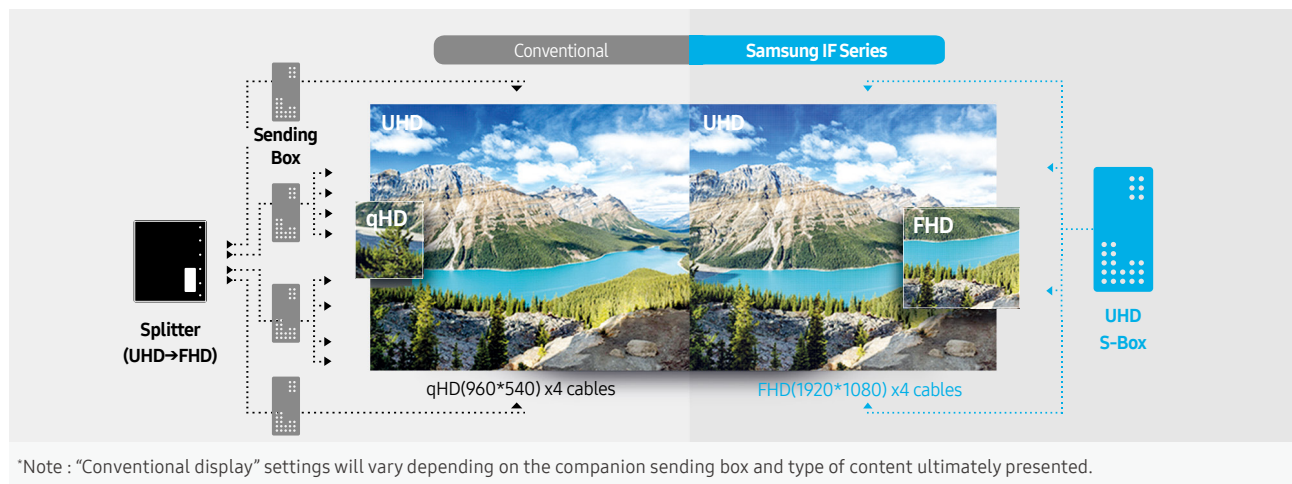 Conventional
Samsung IF Series
Sending
Box
UHD
UHD
qHD
FHD
Splitter
(UHD→FHD)
UHD
S-Box
qHD(960*540) x4 cables
FHD(1920*1080) x4 cables
*Note : “Conventional display” settings will vary depending on the companion sending box and type of content ultimately presented.